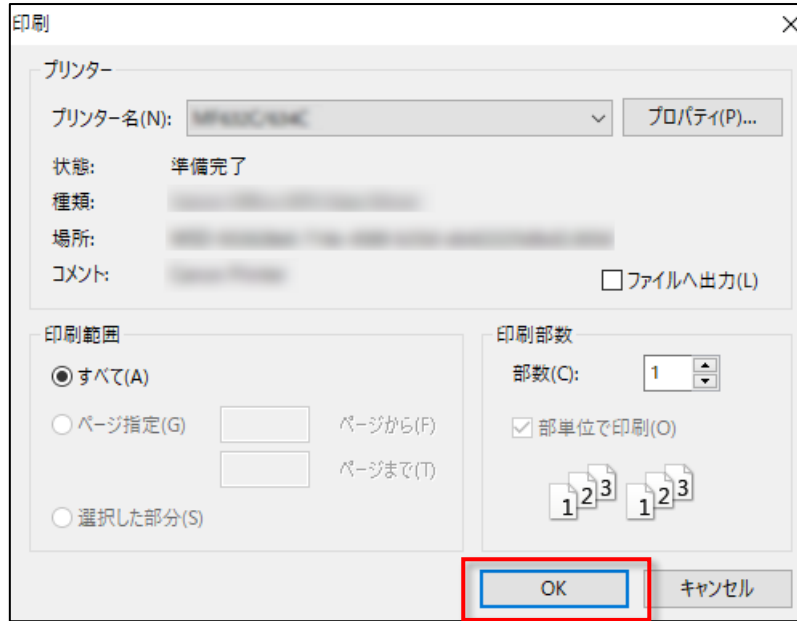 印刷
プリンター
プリンター名(N):
プロパティ(P)...
状態: 準備完了
種類:
場所:
コメント:
ファイルへ出力(L)
印刷範囲
すべて(A)
ページ指定(G) ページから(F)
ページまで(T)
選択した部分(S)
印刷部数
部数(C): 1
部単位で印刷(O)
1 2 3 1 2 3
OK キャンセル